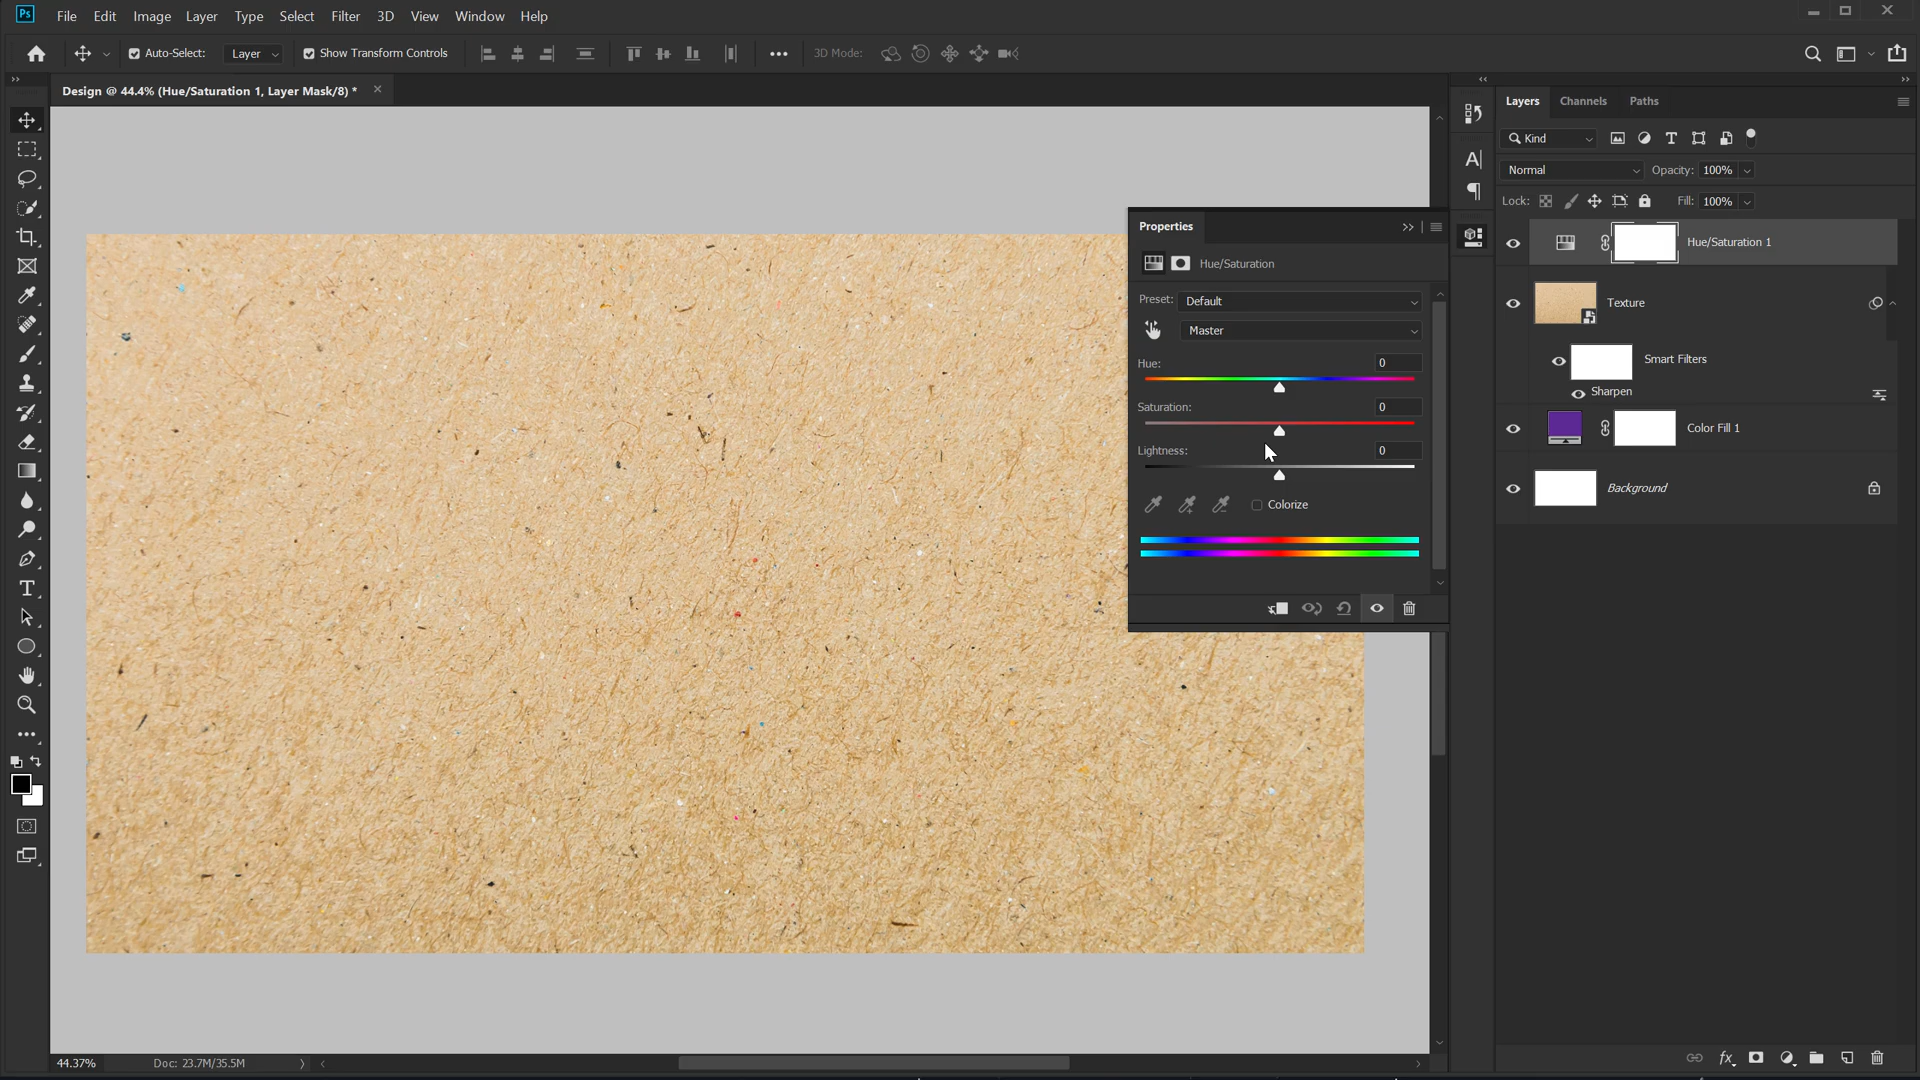 Ps File Edit Image Layer Type Select Filter 3D View Window Help
Auto-Select: Layer Show Transform Controls 3D Mode:
Design @ 44.4% (Hue/Saturation 1, Layer Mask/8) *
Layers Channels Paths
Kind
Normal Opacity: 100%
Lock: Fill: 100%
Hue/Saturation 1
Texture
Smart Filters
Sharpen
Color Fill 1
Background
Properties
Hue/Saturation
Preset: Default
Master
Hue: 0
Saturation: 0
Lightness: 0
Colorize
44.37% Doc: 23.7M/35.5M